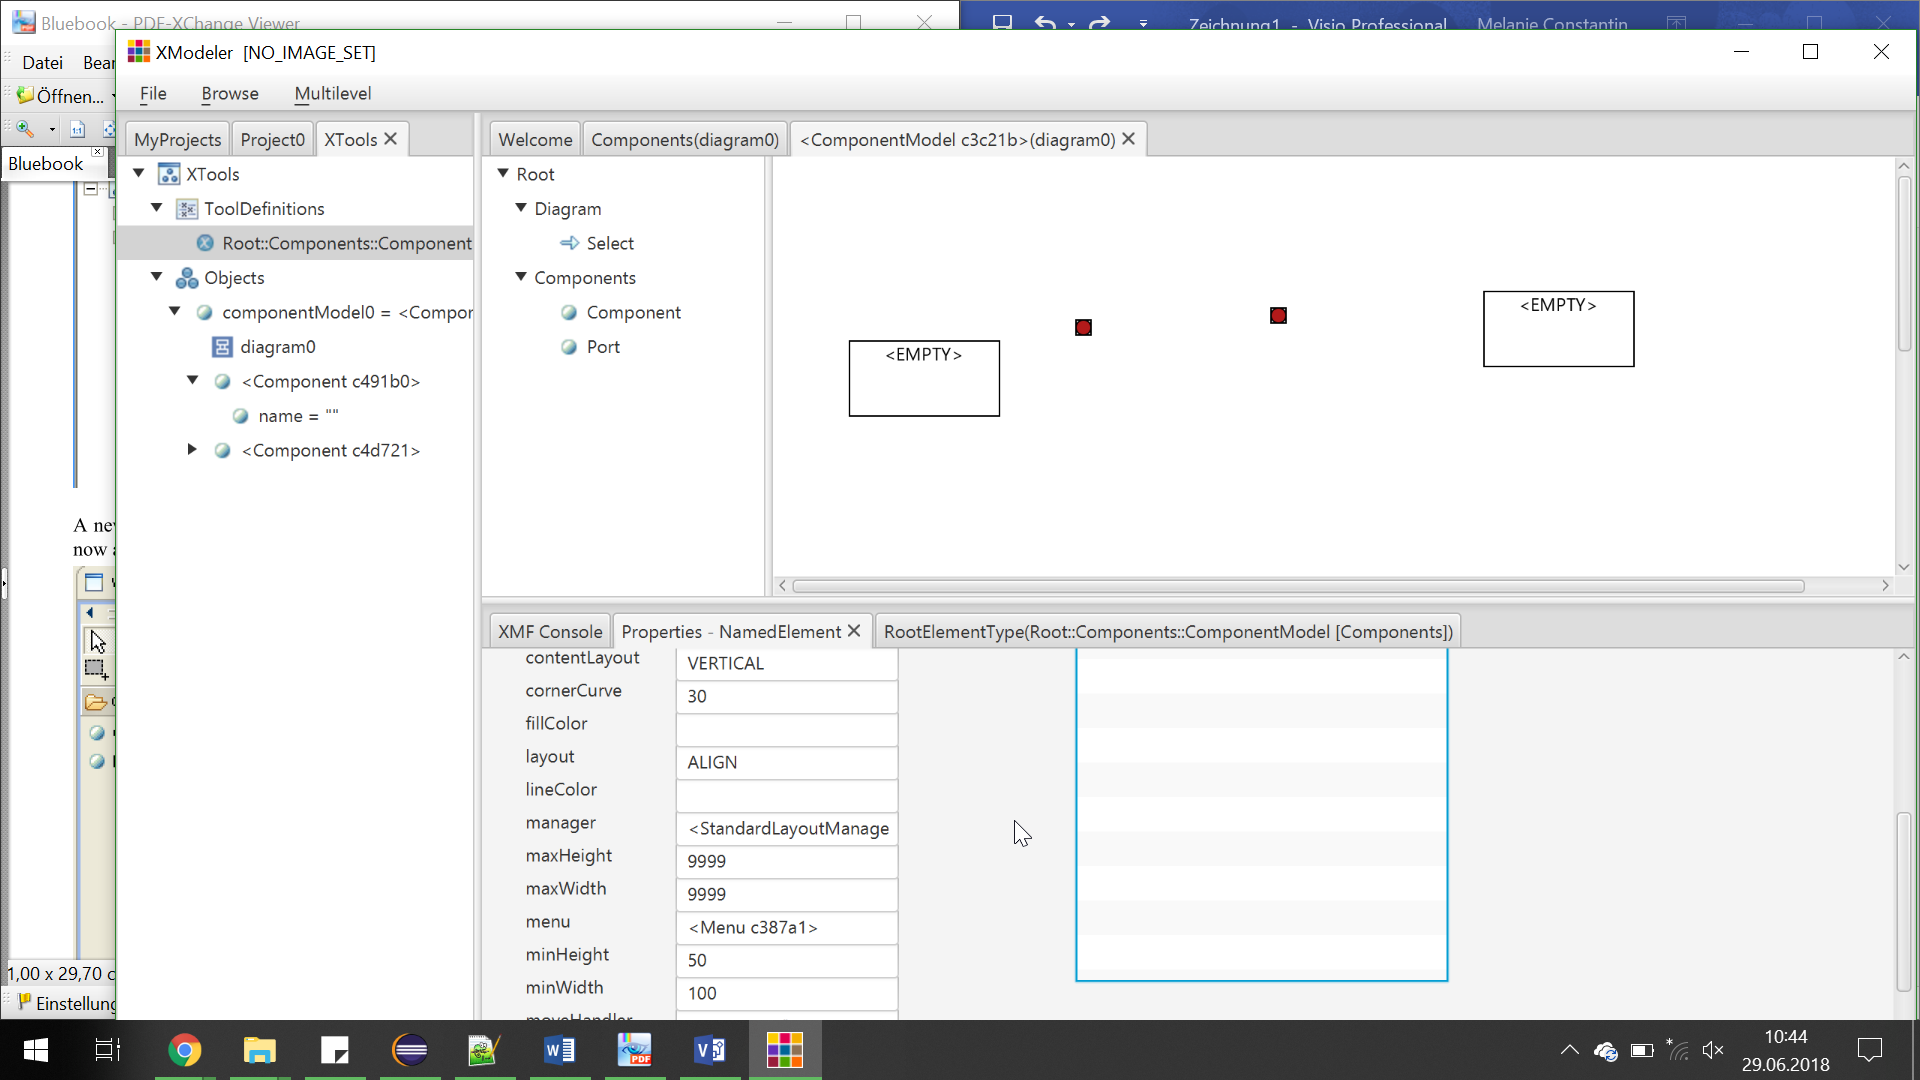 Bluebook - PDF-XChange Viewer
Zeichnung1 - Visio Professional
Melanie Constantin
XModeler [NO_IMAGE_SET]
Datei
File
Browse
Multilevel
Öffnen...
MyProjects
Project0
XTools
Welcome
Components(diagram0)
<ComponentModel c3c21b>(diagram0)
Bluebook
XTools
ToolDefinitions
Root::Components::Component
Objects
componentModel0 = <Compor
diagram0
<Component c491b0>
name = ""
<Component c4d721>
Root
Diagram
Select
Components
Component
Port
<EMPTY>
<EMPTY>
A
now
XMF Console
Properties - NamedElement
RootElementType(Root::Components::ComponentModel [Components])
contentLayout
VERTICAL
cornerCurve
30
fillColor
layout
ALIGN
lineColor
manager
<StandardLayoutManage
maxHeight
9999
maxWidth
9999
menu
<Menu c387a1>
minHeight
50
minWidth
100
moveHandler
1,00 x 29,70
Einstellung
10:44
29.06.2018